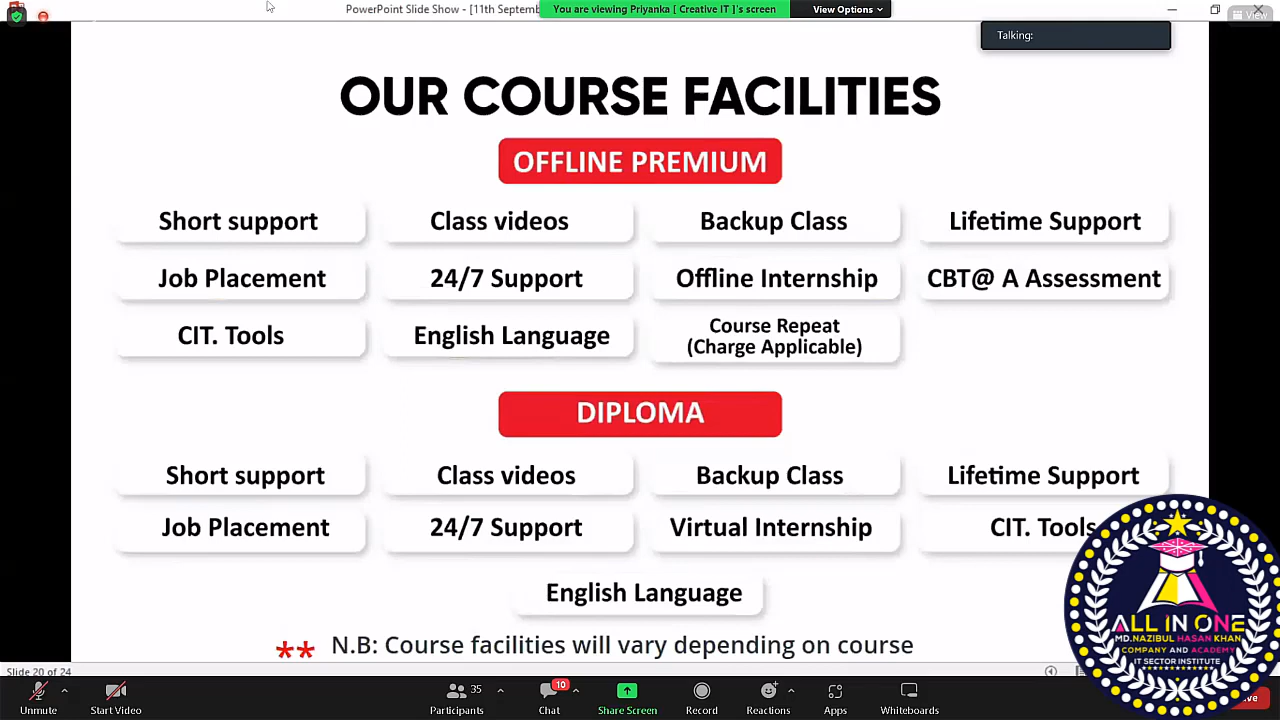 PowerPoint Slide Show - [11th Septemb
You are viewing Priyanka [ Creative IT ]'s screen
View Options
View
Talking:
OUR COURSE FACILITIES
OFFLINE PREMIUM
Short support Class videos Backup Class Lifetime Support
Job Placement 24/7 Support Offline Internship CBT@ A Assessment
CIT. Tools English Language Course Repeat
(Charge Applicable)
DIPLOMA
Short support Class videos Backup Class Lifetime Support
Job Placement 24/7 Support Virtual Internship CIT. Tools
English Language
** N.B: Course facilities will vary depending on course
ALL IN ONE
MD.NAZIBUL HASAN KHAN
COMPANY AND ACADEMY
IT SECTOR INSTITUTE
Slide 20 of 24
35 10
Unmute Start Video Participants Chat Share Screen Record Reactions Apps Whiteboards